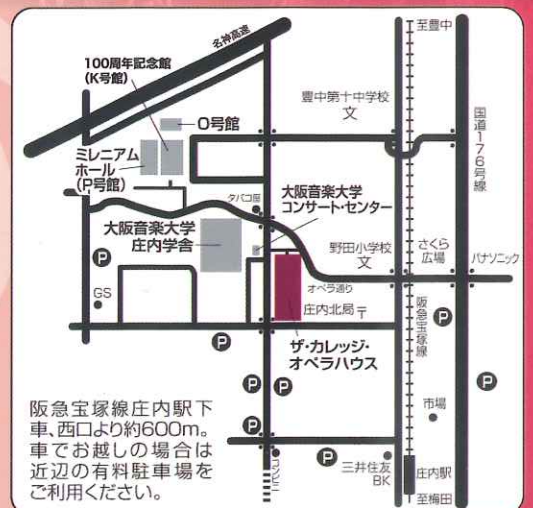 至豊中
名神高速
100周年記念館
(K号館)
豊中第十中学校
文
国道176号線
O号館
ミレニアム
ホール
(P号館)
タバコ屋
大阪音楽大学
コンサート・センター
大阪音楽大学
庄内学舎
野田小学校
文
さくら
広場
パナソニック
P
GS
オペラ通り
庄内北局〒
阪急宝塚線
P
P
ザ・カレッジ・
オペラハウス
P
P
P
市場
P
コンビニ
P
三井住友
BK
庄内駅
至梅田
阪急宝塚線庄内駅下
車、西口より約600m。
車でお越しの場合は
近辺の有料駐車場を
ご利用ください。